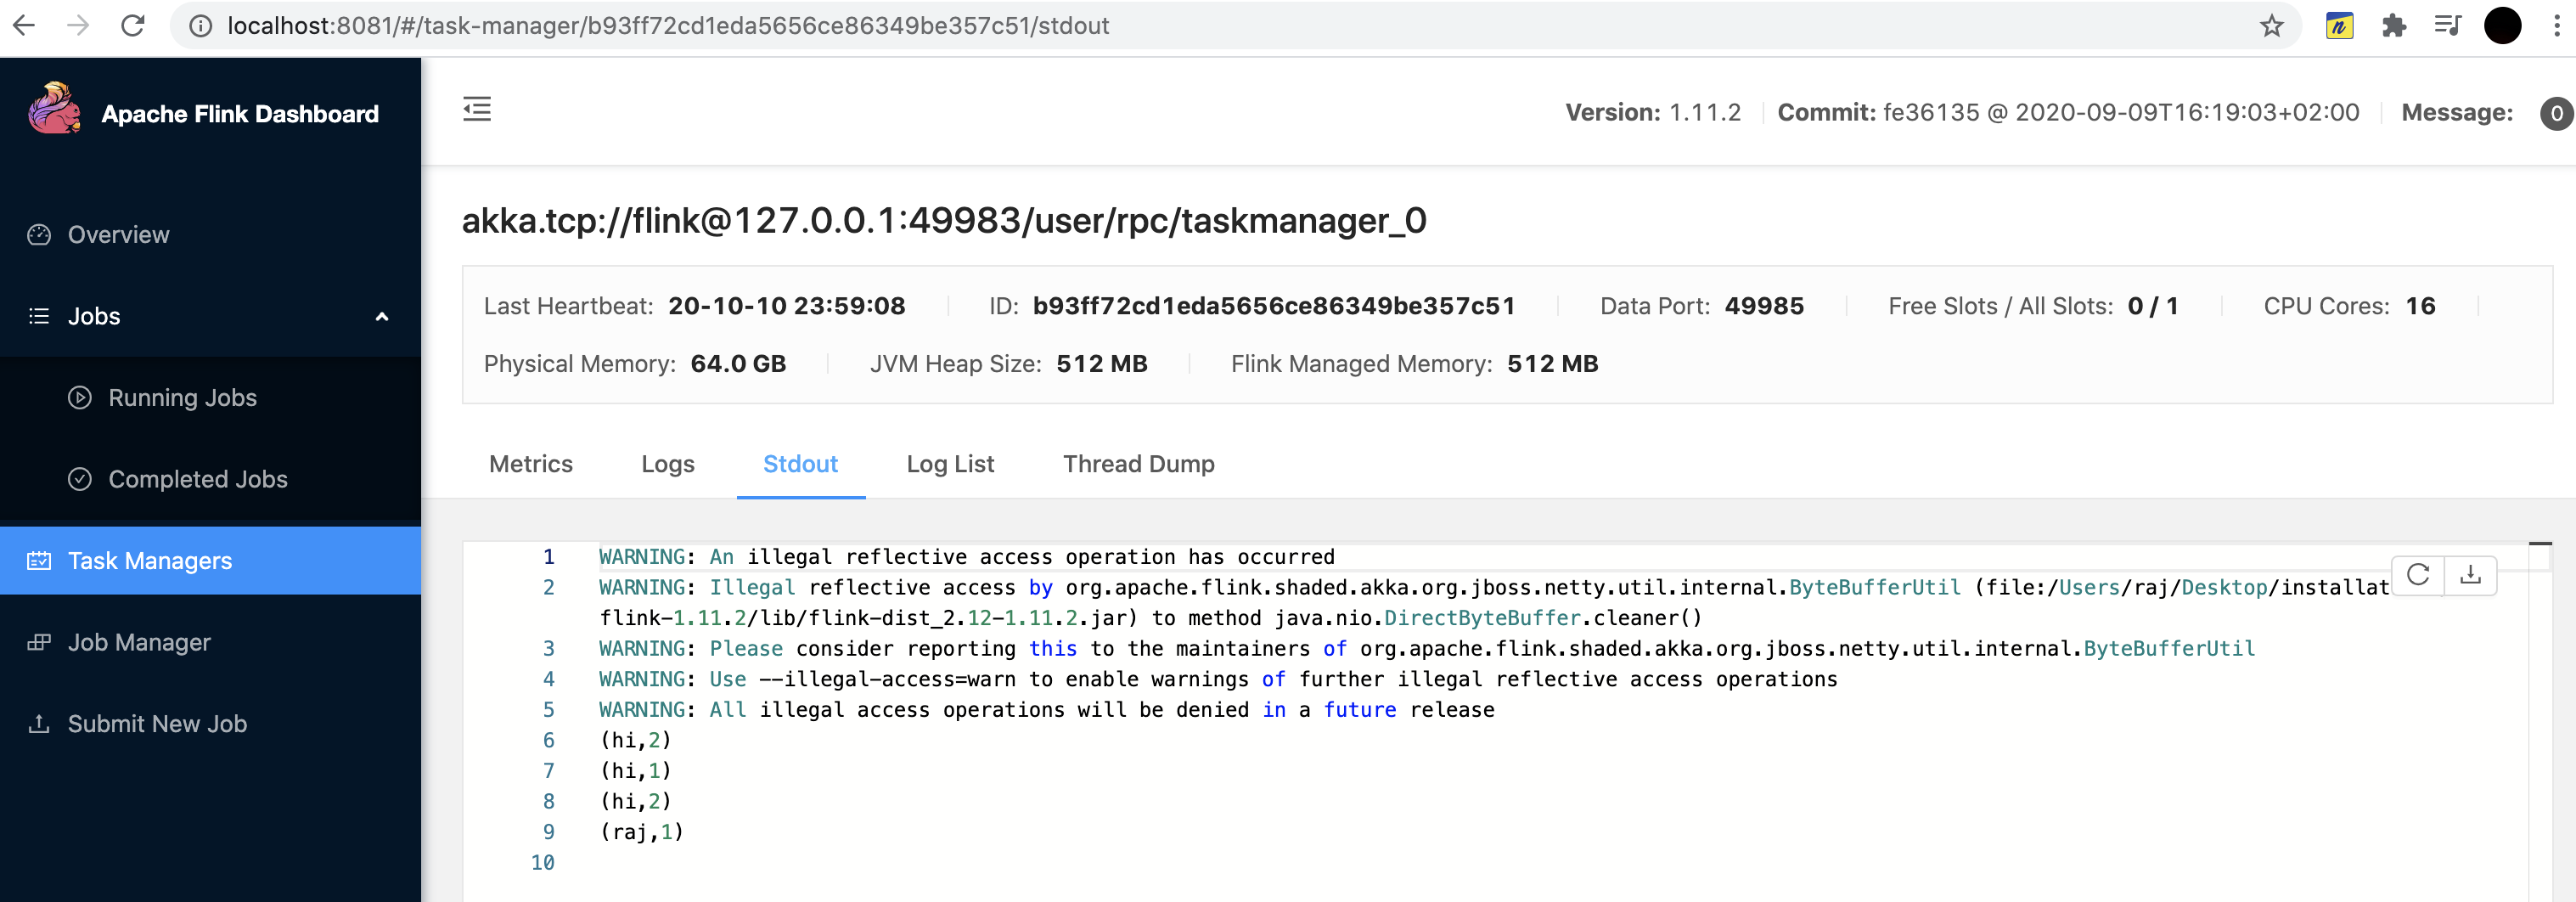 localhost:8081/#/task-manager/b93ff72cd1eda5656ce86349be357c51/stdout
n
Apache Flink Dashboard
Version: 1.11.2 Commit: fe36135 @ 2020-09-09T16:19:03+02:00 Message: 0
Overview
Jobs
Running Jobs
Completed Jobs
Task Managers
Job Manager
Submit New Job
akka.tcp://flink@127.0.0.1:49983/user/rpc/taskmanager_0
Last Heartbeat: 20-10-10 23:59:08 ID: b93ff72cd1eda5656ce86349be357c51 Data Port: 49985 Free Slots / All Slots: 0 / 1 CPU Cores: 16
Physical Memory: 64.0 GB JVM Heap Size: 512 MB Flink Managed Memory: 512 MB
Metrics Logs Stdout Log List Thread Dump
1 WARNING: An illegal reflective access operation has occurred
2 WARNING: Illegal reflective access by org.apache.flink.shaded.akka.org.jboss.netty.util.internal.ByteBufferUtil (file:/Users/raj/Desktop/installat
flink-1.11.2/lib/flink-dist_2.12-1.11.2.jar) to method java.nio.DirectByteBuffer.cleaner()
3 WARNING: Please consider reporting this to the maintainers of org.apache.flink.shaded.akka.org.jboss.netty.util.internal.ByteBufferUtil
4 WARNING: Use --illegal-access=warn to enable warnings of further illegal reflective access operations
5 WARNING: All illegal access operations will be denied in a future release
6 (hi,2)
7 (hi,1)
8 (hi,2)
9 (raj,1)
10